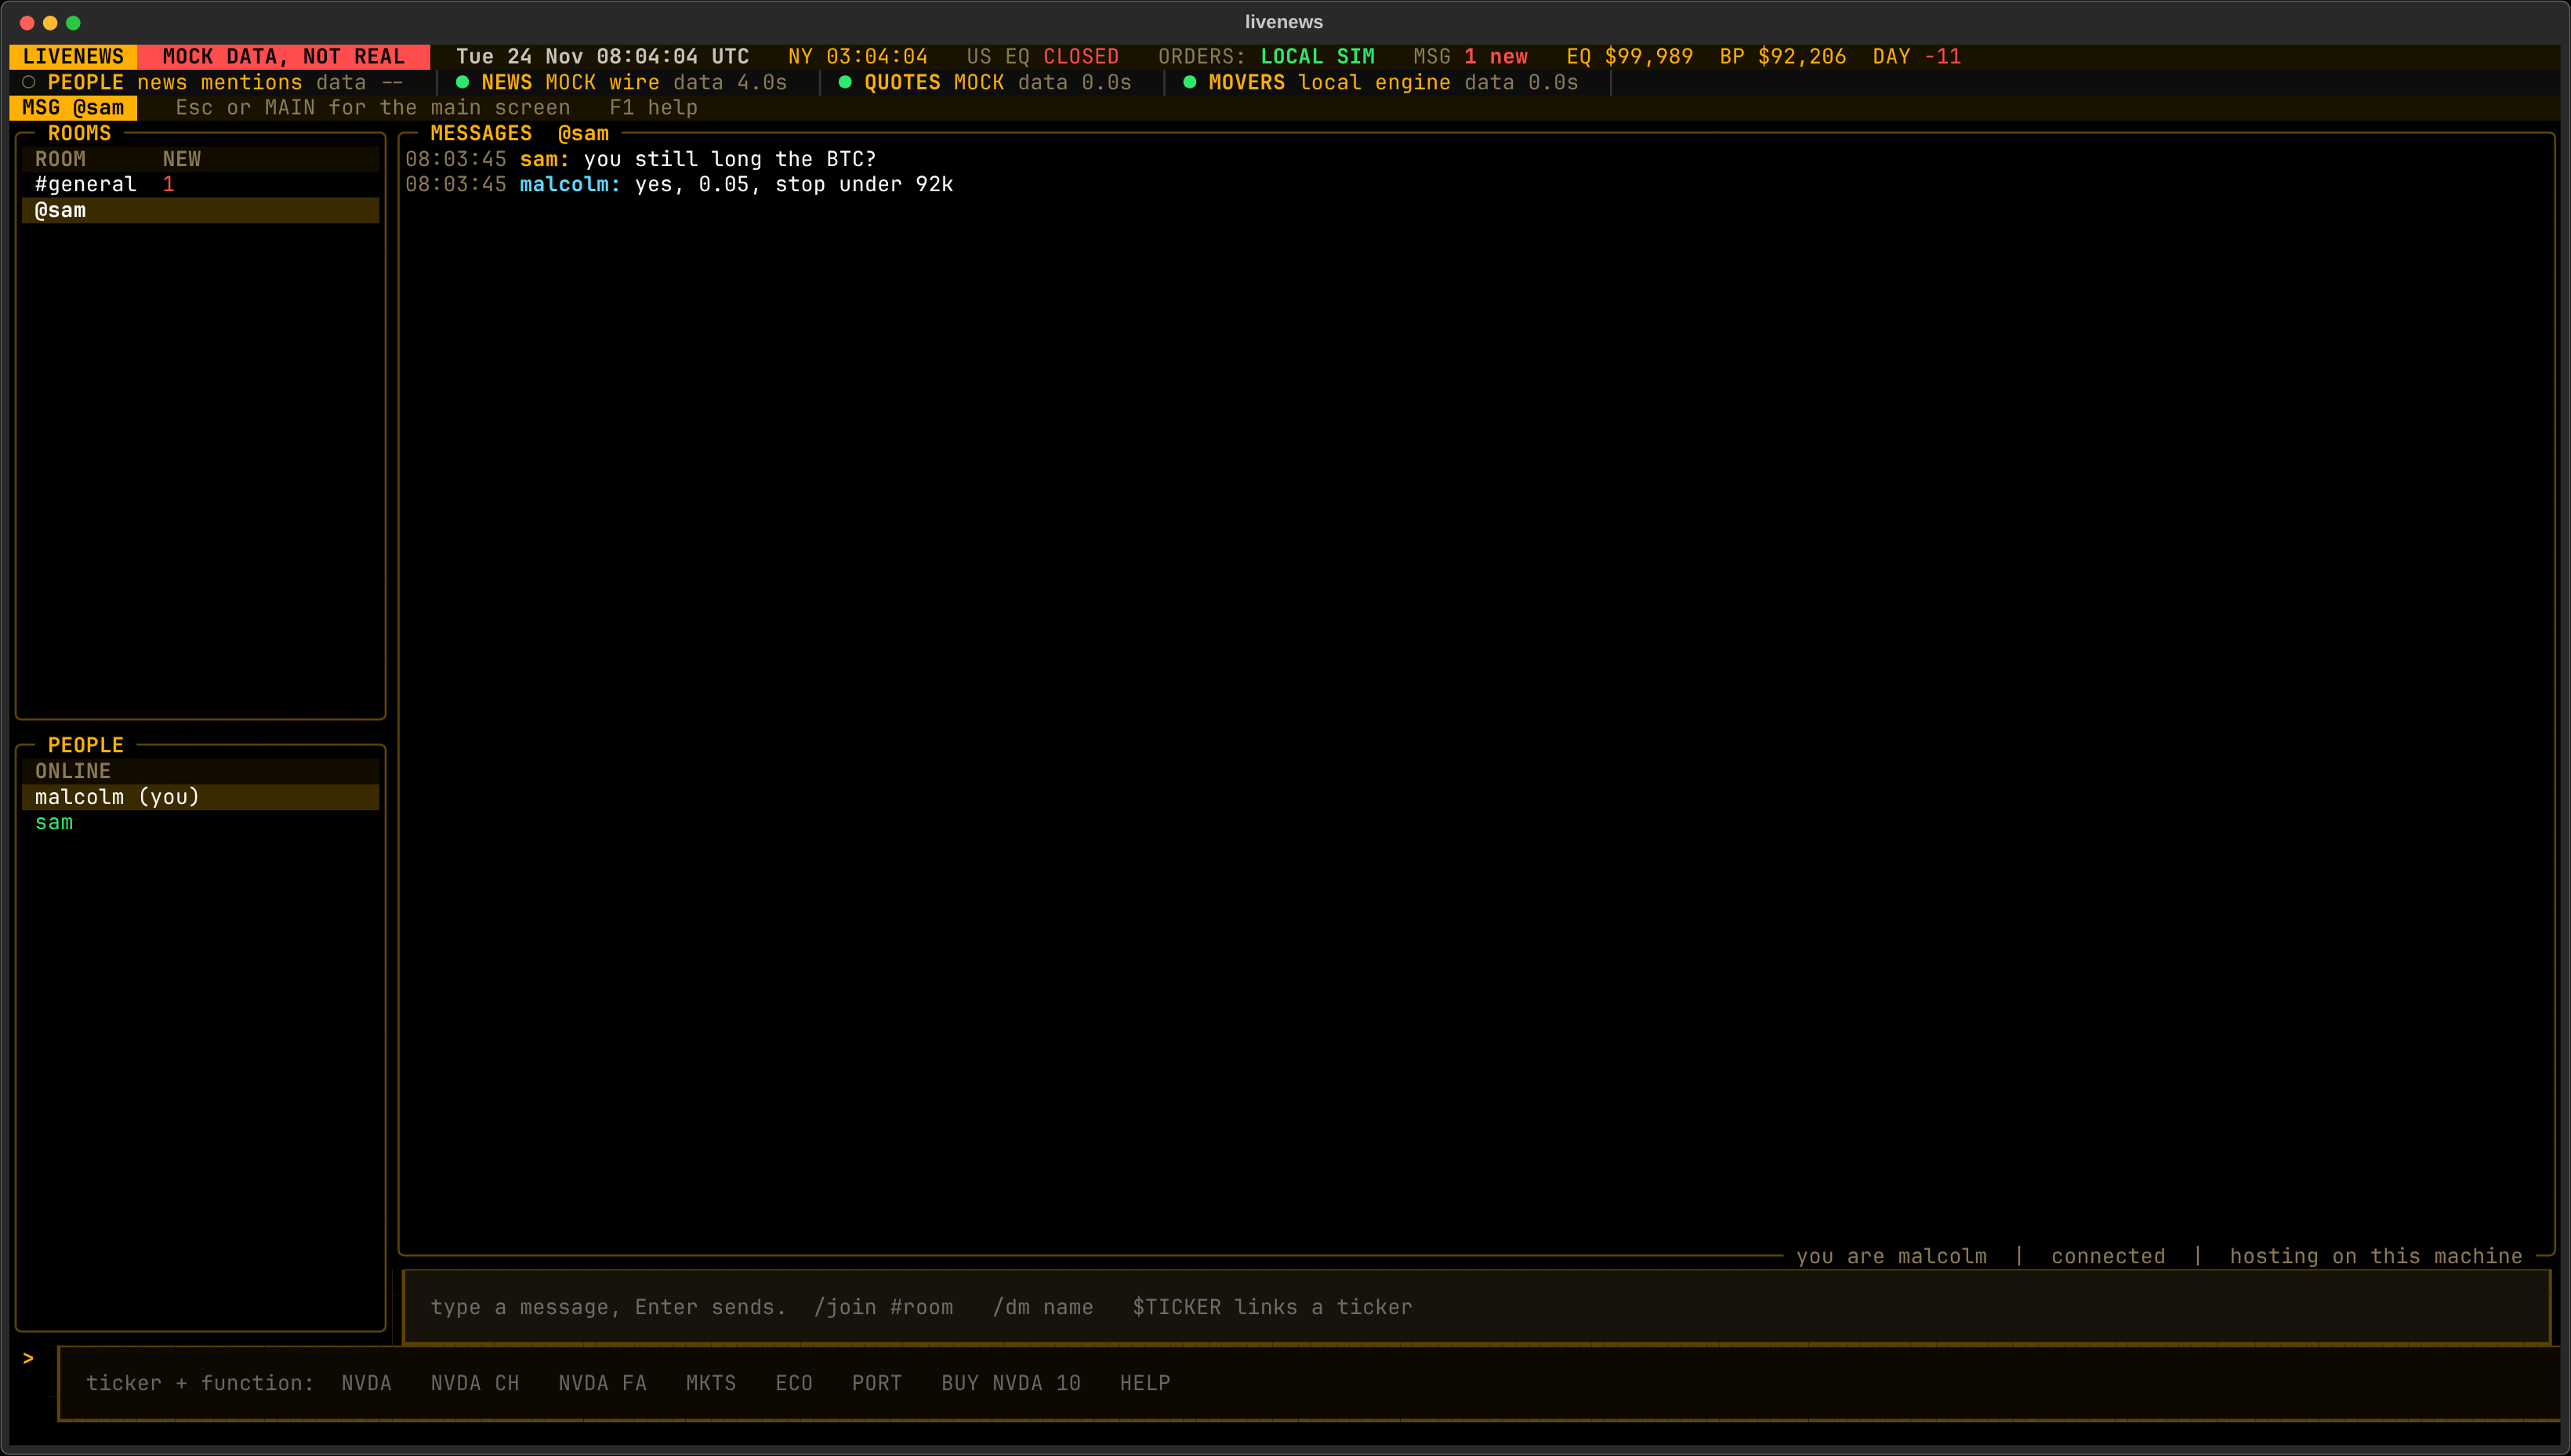 livenews
LIVENEWS MOCK DATA, NOT REAL Tue 24 Nov 08:04:04 UTC NY 03:04:04 US EQ CLOSED ORDERS: LOCAL SIM MSG 1 new EQ $99,989 BP $92,206 DAY -11
○ PEOPLE news mentions data -- │ ● NEWS MOCK wire data 4.0s │ ● QUOTES MOCK data 0.0s │ ● MOVERS local engine data 0.0s │
MSG @sam Esc or MAIN for the main screen F1 help
ROOMS
ROOM NEW
#general 1
@sam
MESSAGES @sam
08:03:45 sam: you still long the BTC?
08:03:45 malcolm: yes, 0.05, stop under 92k
PEOPLE
ONLINE
malcolm (you)
sam
you are malcolm | connected | hosting on this machine
type a message, Enter sends. /join #room /dm name $TICKER links a ticker
>
ticker + function: NVDA NVDA CH NVDA FA MKTS ECO PORT BUY NVDA 10 HELP